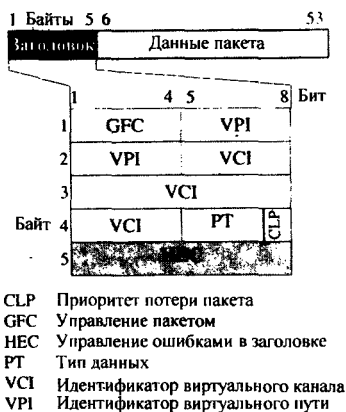 1 Байты 5 6 53
Заголовок Данные пакета
1 4 5 8 Бит
1 GFC VPI
2 VPI VCI
3 VCI
Байт 4 VCI PT CLP
5
CLP Приоритет потери пакета
GFC Управление пакетом
HEC Управление ошибками в заголовке
PT Тип данных
VCI Идентификатор виртуального канала
VPI Идентификатор виртуального пути